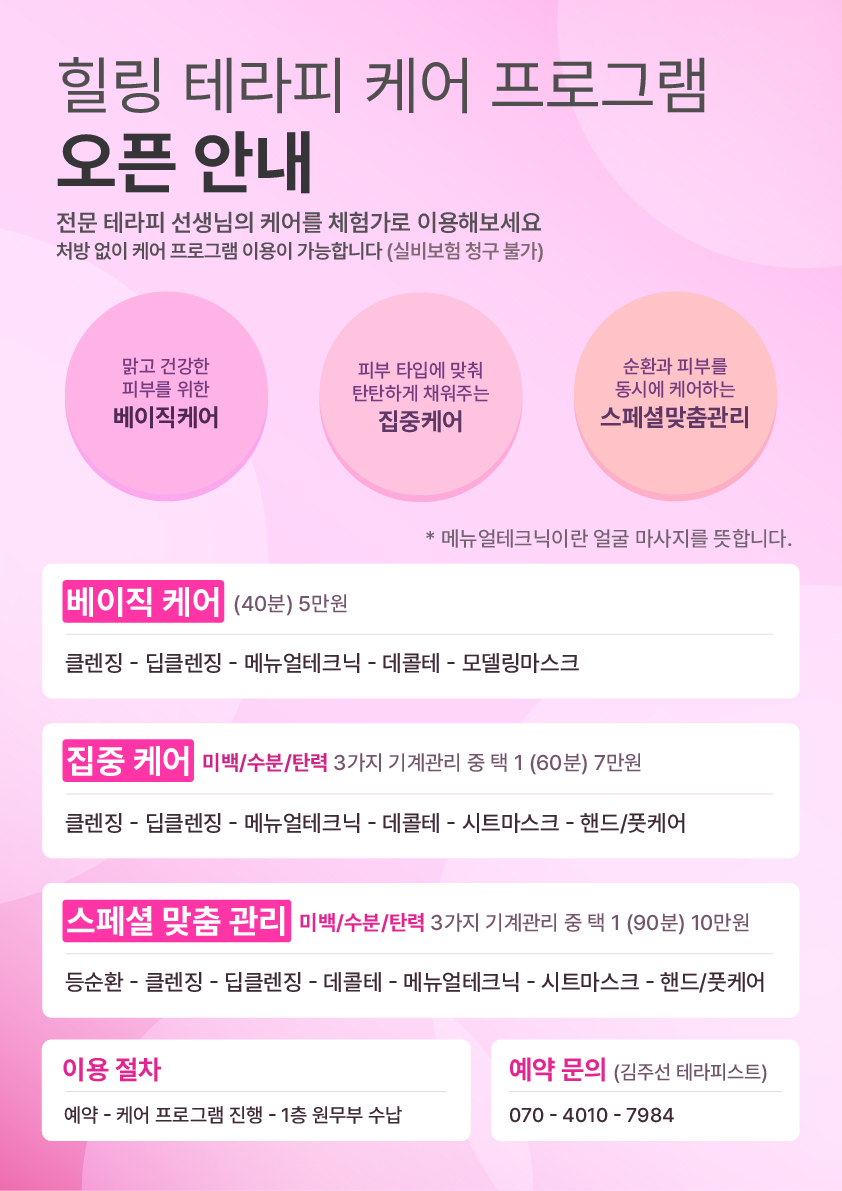 힐링 테라피 케어 프로그램
오픈 안내
전문 테라피 선생님의 케어를 체험가로 이용해보세요
처방 없이 케어 프로그램 이용이 가능합니다 (실비보험 청구 불가)
맑고 건강한
피부를 위한
베이직케어
피부 타입에 맞춰
탄탄하게 채워주는
집중케어
순환과 피부를
동시에 케어하는
스페셜맞춤관리
* 메뉴얼테크닉이란 얼굴 마사지를 뜻합니다.
베이직 케어 (40분) 5만원
클렌징 - 딥클렌징 - 메뉴얼테크닉 - 데콜테 - 모델링마스크
집중 케어 미백/수분/탄력 3가지 기계관리 중 택 1 (60분) 7만원
클렌징 - 딥클렌징 - 메뉴얼테크닉 - 데콜테 - 시트마스크 - 핸드/풋케어
스페셜 맞춤 관리 미백/수분/탄력 3가지 기계관리 중 택 1 (90분) 10만원
등순환 - 클렌징 - 딥클렌징 - 데콜테 - 메뉴얼테크닉 - 시트마스크 - 핸드/풋케어
이용 절차
예약 - 케어 프로그램 진행 - 1층 원무부 수납
예약 문의 (김주선 테라피스트)
070 - 4010 - 7984